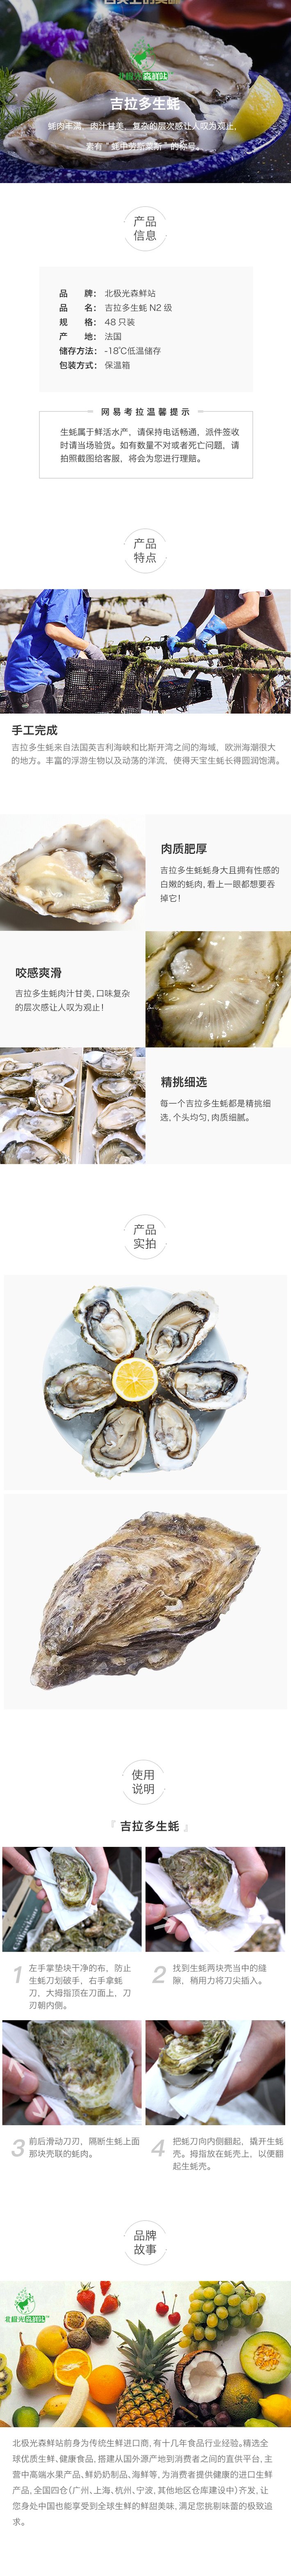 北极光森鲜站
吉拉多生蚝
蚝肉丰满，肉汁甘美，复杂的层次感让人叹为观止，
素有＂蚝中劳斯莱斯＂的称号。
产品
信息
品 牌： 北极光森鲜站
品 名： 吉拉多生蚝 N2 级
规 格： 48 只装
产 地： 法国
储存方法： -18℃低温储存
包装方式： 保温箱
网易考拉温馨提示
生蚝属于鲜活水产，请保持电话畅通，派件签收
时请当场验货。如有数量不对或者死亡问题，请
拍照截图给客服，将会为您进行理赔。
产品
特点
手工完成
吉拉多生蚝来自法国英吉利海峡和比斯开湾之间的海域，欧洲海潮很大
的地方。丰富的浮游生物以及动荡的洋流，使得天宝生蚝长得圆润饱满。
肉质肥厚
吉拉多生蚝蚝身大且拥有性感的
白嫩的蚝肉，看上一眼都想要吞
掉它！
咬感爽滑
吉拉多生蚝肉汁甘美，口味复杂
的层次感让人叹为观止！
精挑细选
每一个吉拉多生蚝都是精挑细
选，个头均匀，肉质细腻。
产品
实拍
使用
说明
『 吉拉多生蚝 』
1 左手掌垫块干净的布，防止
生蚝刀划破手，右手拿蚝
刀，大拇指顶在刀面上，刀
刃朝内侧。
2 找到生蚝两块壳当中的缝
隙，稍用力将刀尖插入。
3 前后滑动刀刃，隔断生蚝上面
那块壳联的蚝肉。
4 把蚝刀向内侧翻起，撬开生蚝
壳。拇指放在蚝壳上，以便翻
起生蚝壳。
品牌
故事
北极光森鲜站
北极光森鲜站前身为传统生鲜进口商，有十几年食品行业经验。精选全
球优质生鲜，健康食品，搭建从国外源产地到消费者之间的直供平台，主
营中高端水果产品、鲜奶奶制品、海鲜等，为消费者提供健康的进口生鲜
产品，全国四仓（广州、上海、杭州、宁波，其他地区仓库建设中）齐发，让
您身处中国也能享受到全球生鲜的鲜甜美味，满足您挑剔味蕾的极致追
求。